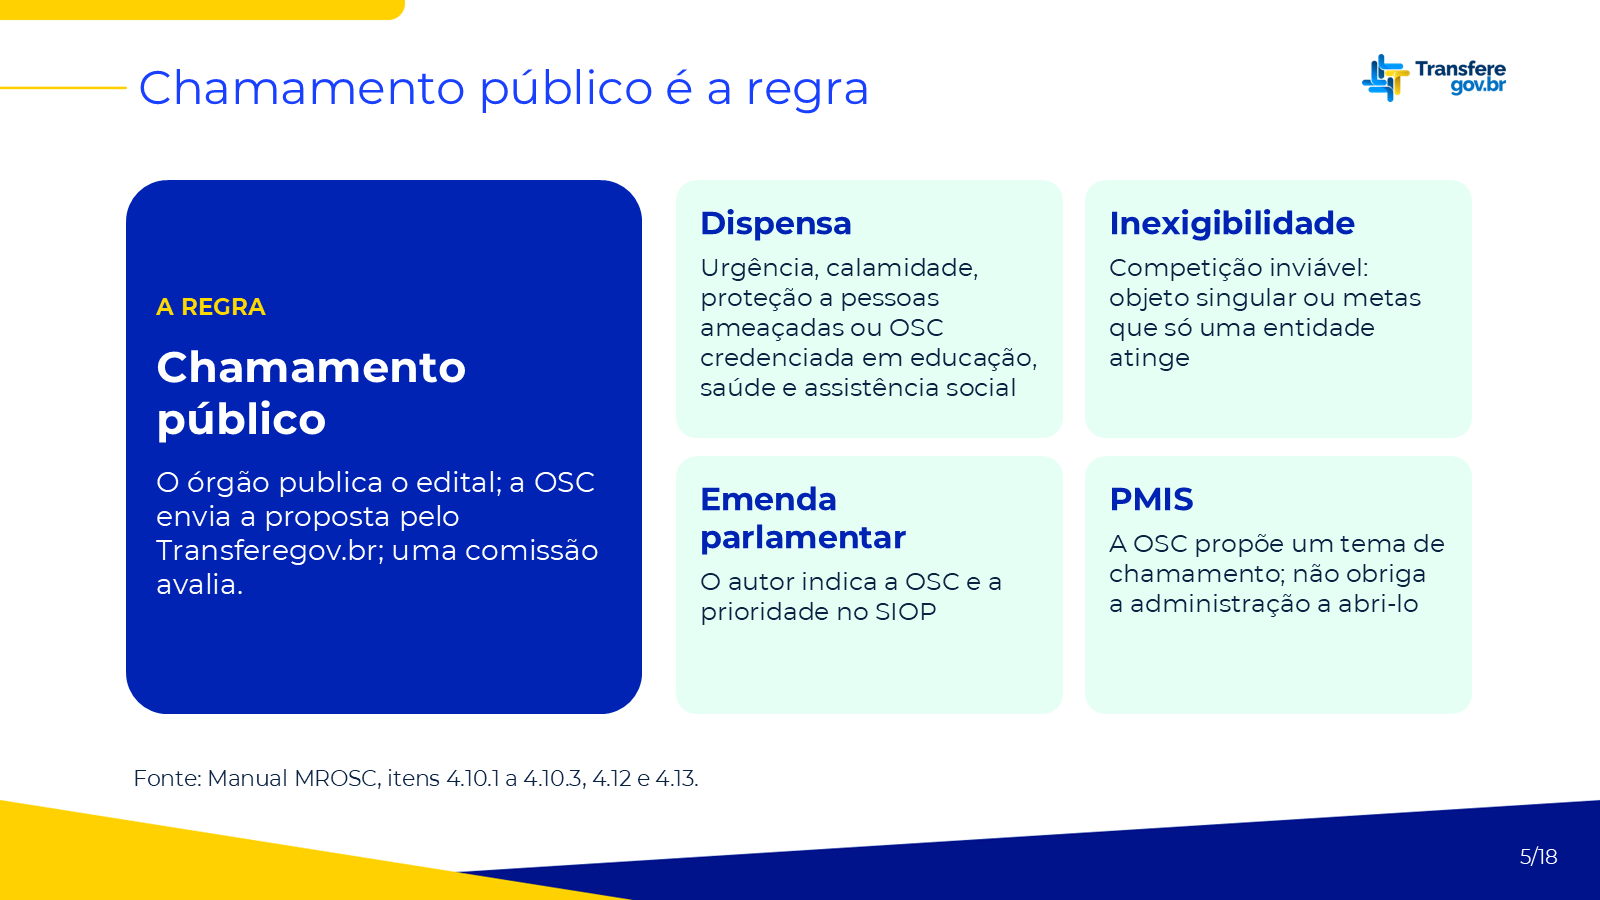 Chamamento público é a regra
Transfere
gov.br
A REGRA
Chamamento
público
O órgão publica o edital; a OSC
envia a proposta pelo
Transferegov.br; uma comissão
avalia.
Dispensa
Urgência, calamidade,
proteção a pessoas
ameaçadas ou OSC
credenciada em educação,
saúde e assistência social
Inexigibilidade
Competição inviável:
objeto singular ou metas
que só uma entidade
atinge
Emenda
parlamentar
O autor indica a OSC e a
prioridade no SIOP
PMIS
A OSC propõe um tema de
chamamento; não obriga
a administração a abri-lo
Fonte: Manual MROSC, itens 4.10.1 a 4.10.3, 4.12 e 4.13.
5/18